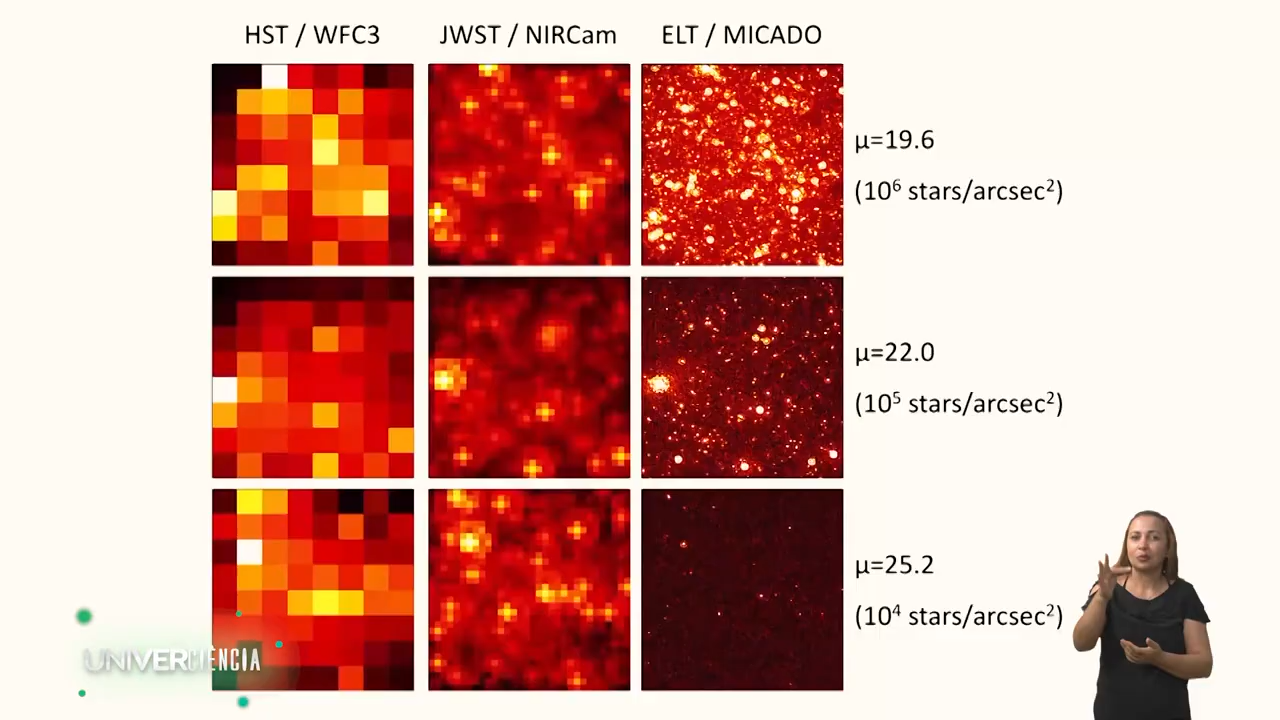 HST / WFC3
JWST / NIRCam
ELT / MICADO
μ=19.6
(10⁶ stars/arcsec²)
μ=22.0
(10⁵ stars/arcsec²)
μ=25.2
(10⁴ stars/arcsec²)
UNIVERCIÊNCIA